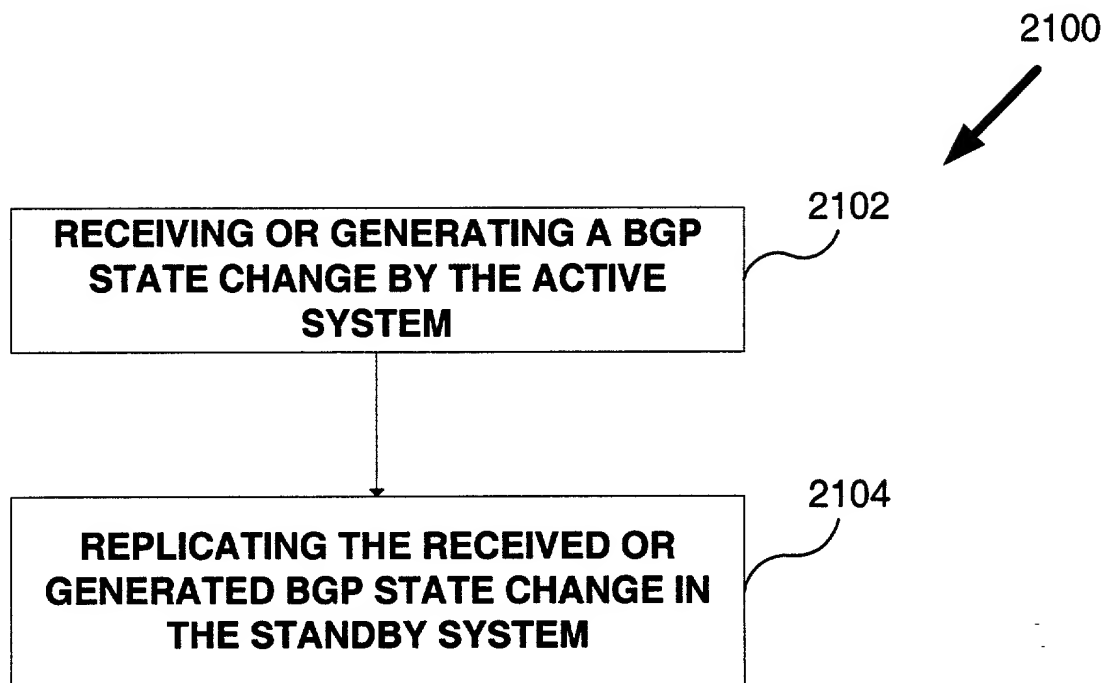 2100
2102
RECEIVING OR GENERATING A BGP
STATE CHANGE BY THE ACTIVE
SYSTEM
2104
REPLICATING THE RECEIVED OR
GENERATED BGP STATE CHANGE IN
THE STANDBY SYSTEM